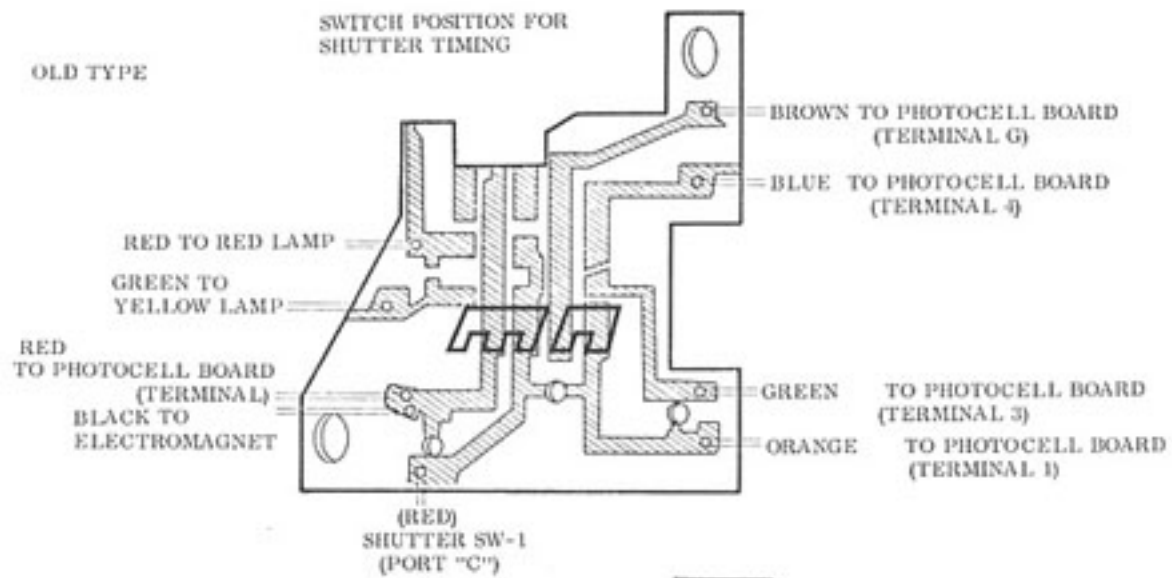 SWITCH POSITION FOR
SHUTTER TIMING
OLD TYPE
BROWN TO PHOTOCELL BOARD
(TERMINAL G)
BLUE TO PHOTOCELL BOARD
(TERMINAL 4)
RED TO RED LAMP
GREEN TO
YELLOW LAMP
RED
TO PHOTOCELL BOARD
(TERMINAL)
BLACK TO
ELECTROMAGNET
GREEN TO PHOTOCELL BOARD
(TERMINAL 3)
ORANGE TO PHOTOCELL BOARD
(TERMINAL 1)
(RED)
SHUTTER SW-1
(PORT "C")